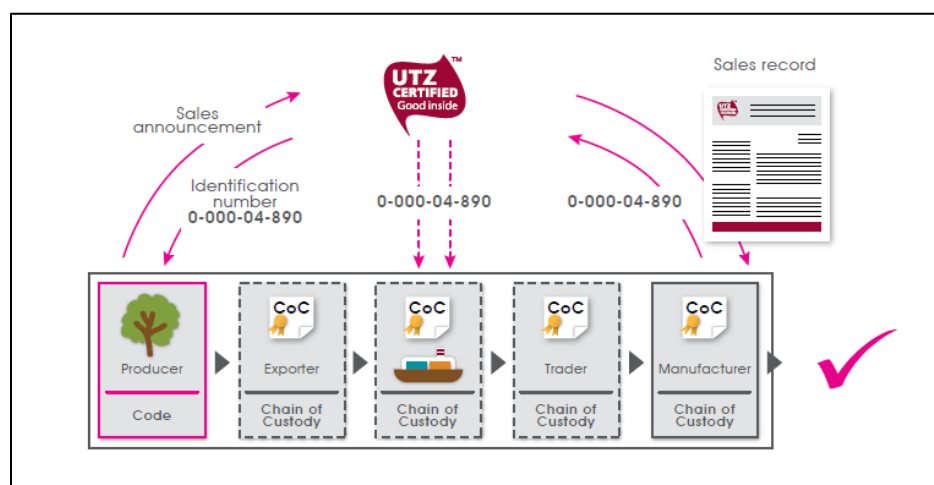 Sales record
UTZ
CERTIFIED
Good inside
TM
Sales
announcement
Identification
number
0-000-04-890
0-000-04-890
0-000-04-890
CoC
CoC
CoC
CoC
Producer
Exporter
Trader
Manufacturer
Code
Chain of
Custody
Chain of
Custody
Chain of
Custody
Chain of
Custody